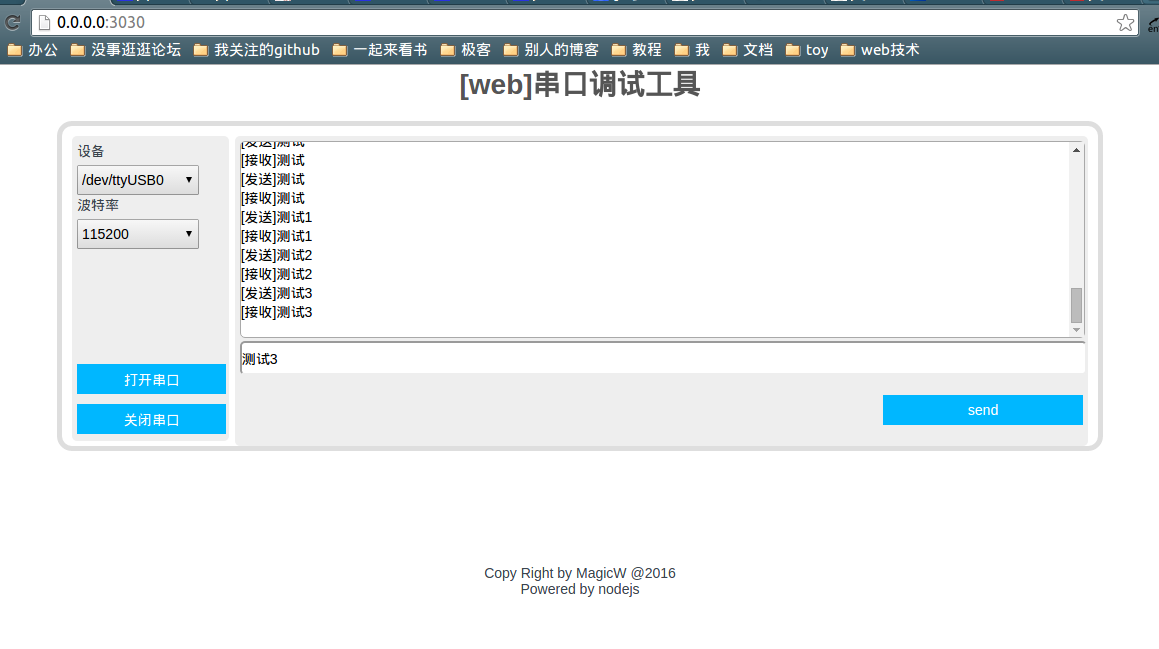 0.0.0.0:3030
办公 没事逛逛论坛 我关注的github 一起来看书 极客 别人的博客 教程 我 文档 toy web技术
[web]串口调试工具
设备
/dev/ttyUSB0
波特率
115200
打开串口
关闭串口
[发送]测试
[接收]测试
[发送]测试
[接收]测试
[发送]测试1
[接收]测试1
[发送]测试2
[接收]测试2
[发送]测试3
[接收]测试3
测试3
send
Copy Right by MagicW @2016
Powered by nodejs